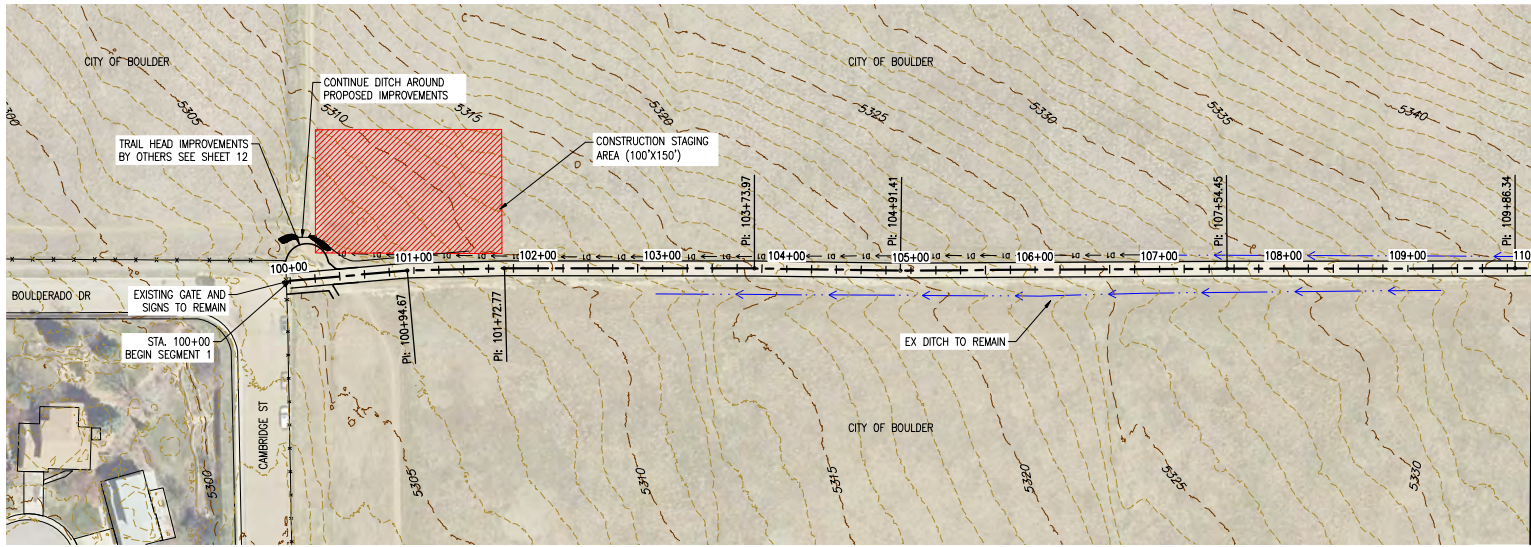 CITY OF BOULDER
CITY OF BOULDER
CONTINUE DITCH AROUND
PROPOSED IMPROVEMENTS
5305
5310
5315
5320
5325
5330
5335
5340
TRAIL HEAD IMPROVEMENTS
BY OTHERS SEE SHEET 12
CONSTRUCTION STAGING
AREA (100'X150')
PI: 103+73.97
PI: 104+91.41
PI: 107+54.45
PI: 109+86.34
100+00
101+00
102+00
103+00
104+00
105+00
106+00
107+00
108+00
109+00
110
BOULDERADO DR
EXISTING GATE AND
SIGNS TO REMAIN
STA. 100+00
BEGIN SEGMENT 1
PI: 100+94.67
PI: 101+72.77
EX DITCH TO REMAIN
CAMBRIDGE ST
CITY OF BOULDER
5300
5305
5310
5315
5320
5325
5330